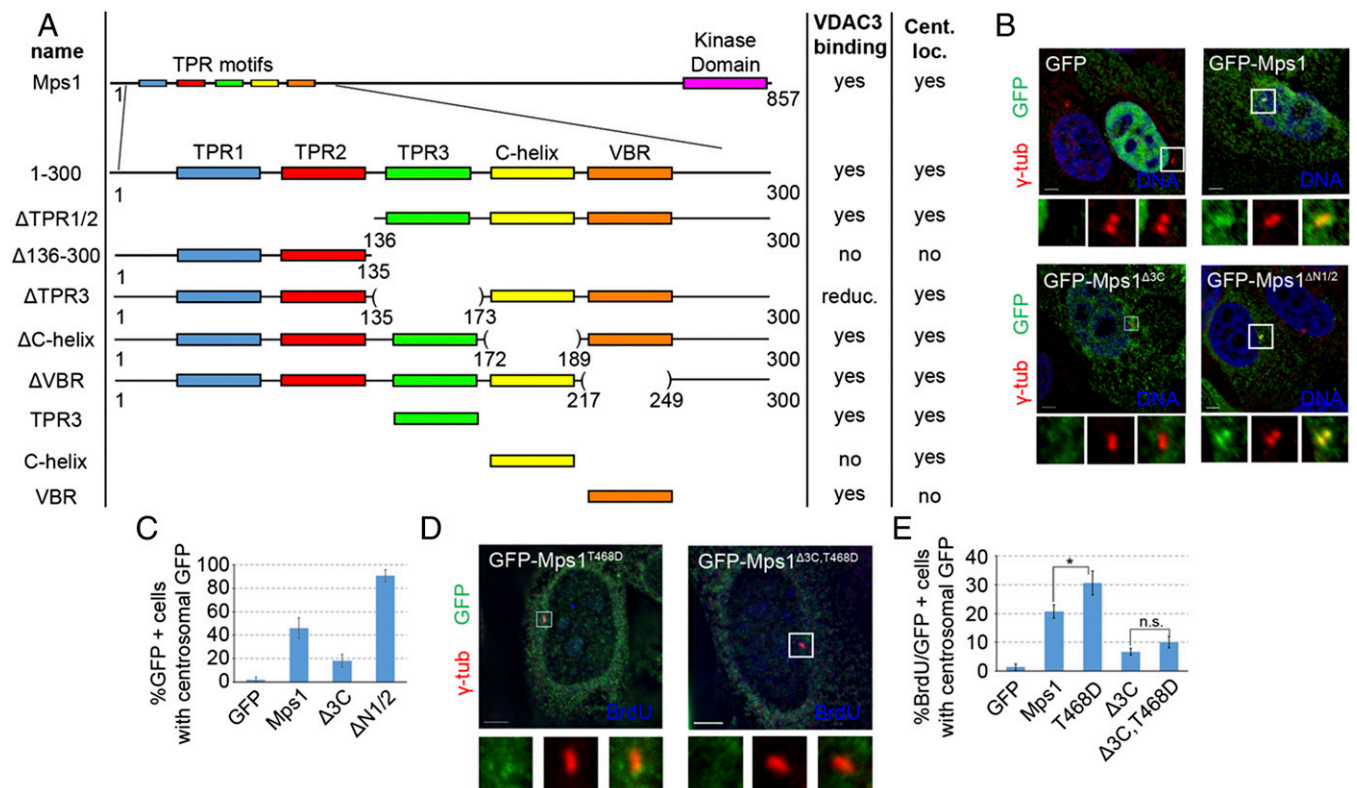 A
name
VDAC3 binding
Cent. loc.
TPR motifs
Kinase Domain
Mps1 1 857 yes yes
TPR1 TPR2 TPR3 C-helix VBR
1-300 1 300 yes yes
ΔTPR1/2 136 300 yes yes
Δ136-300 1 135 no no
ΔTPR3 1 135 173 300 reduc. yes
ΔC-helix 1 172 189 300 yes yes
ΔVBR 1 217 249 300 yes yes
TPR3 yes yes
C-helix no yes
VBR yes no
B
γ-tub GFP
GFP
DNA
GFP-Mps1
DNA
γ-tub GFP
GFP-Mps1Δ3C
DNA
GFP-Mps1ΔN1/2
DNA
C
%GFP + cells
with centrosomal GFP
100
80
60
40
20
0
GFP Mps1 Δ3C ΔN1/2
D
γ-tub GFP
GFP-Mps1T468D
BrdU
GFP-Mps1Δ3C,T468D
BrdU
E
%BrdU/GFP + cells
with centrosomal GFP
40
30
20
10
0
*
n.s.
GFP Mps1 T468D Δ3C Δ3C,T468D